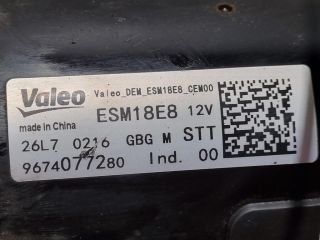 Valeo Valeo_DEM_ESM18E8_CEM00
ESM18E8 12V
made in China
26L7 0216 GBG M STT
9674077280 Ind. 00